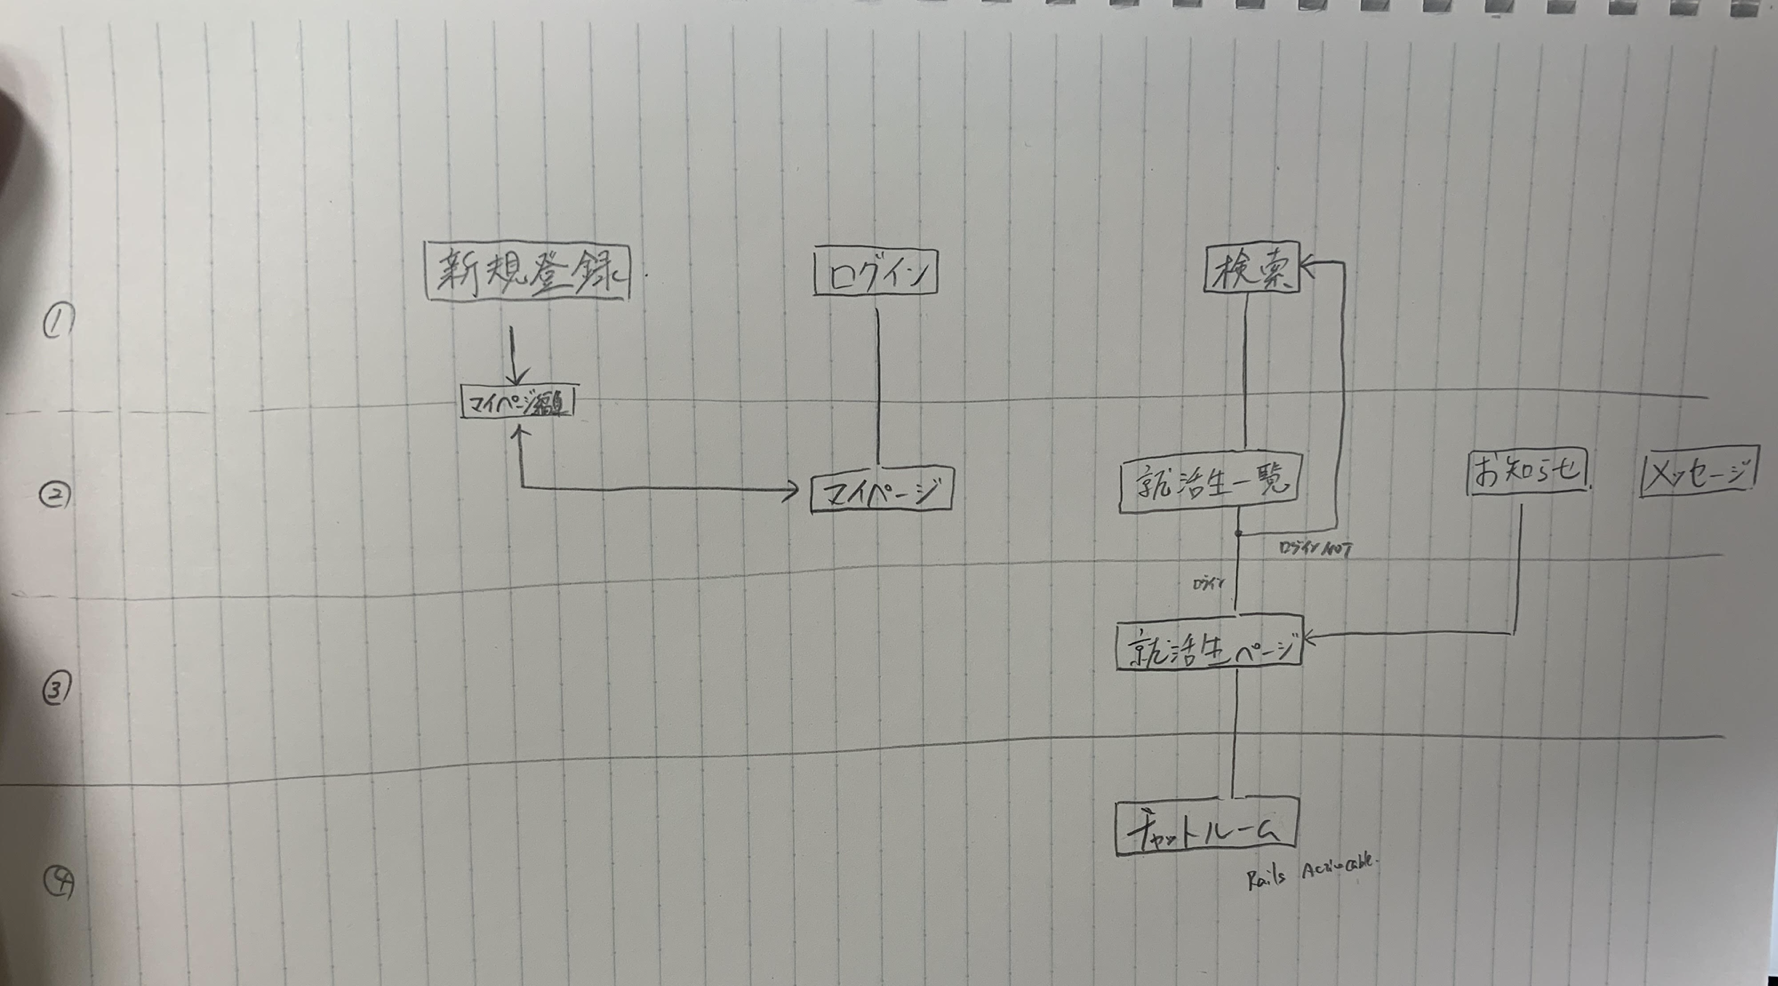 ①
新規登録
ログイン
検索
マイページ編集
②
マイページ
就活生一覧
お知らせ
メッセージ
ログインNOT
ログイン
就活生ページ
③
チャットルーム
Rails Actioncable.
④